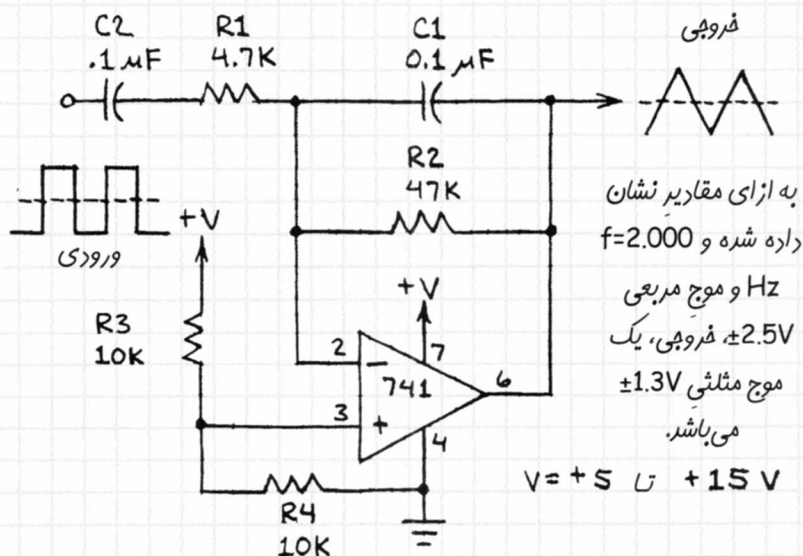 C2
.1 μF
R1
4.7K
C1
0.1 μF
خروجی
R2
47K
ورودی
+V
R3
10K
+V
2
7
741
6
3
4
R4
10K
به ازای مقادیرِ نشان
داده شده و f=2.000
Hz و موج مربعی
±2.5V، خروجی، یک
موج مثلثیِ ±1.3V
می‌باشد.
V = +5 تا +15 V